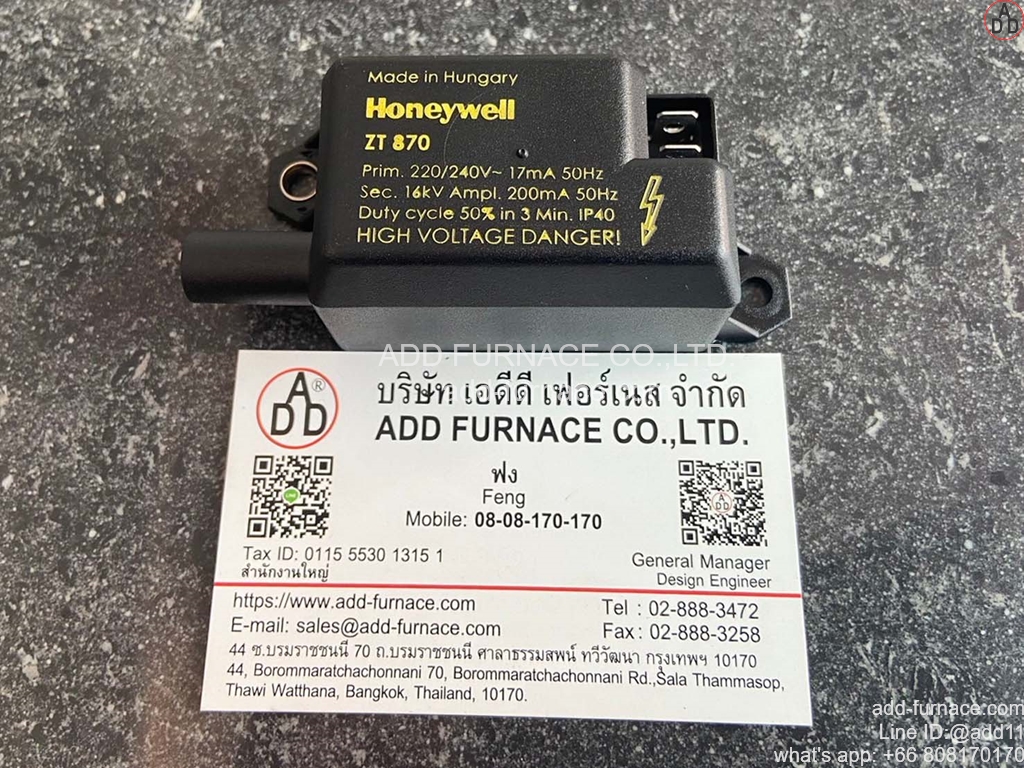 A
DD
Made in Hungary
Honeywell
ZT 870
Prim. 220/240V~ 17mA 50Hz
Sec. 16kV Ampl. 200mA 50Hz
Duty cycle 50% in 3 Min. IP40
HIGH VOLTAGE DANGER!
ADD FURNACE CO.,LTD.
A®
DD
บริษัท เอดีดี เฟอร์เนส จำกัด
ADD FURNACE CO.,LTD.
ฟง
Feng
Mobile: 08-08-170-170
Tax ID: 0115 5530 1315 1
สำนักงานใหญ่
General Manager
Design Engineer
https://www.add-furnace.com
E-mail: sales@add-furnace.com
Tel : 02-888-3472
Fax : 02-888-3258
44 ซ.บรมราชชนนี 70 ถ.บรมราชชนนี ศาลาธรรมสพน์ ทวีวัฒนา กรุงเทพฯ 10170
44, Borommaratchachonnani 70, Borommaratchachonnani Rd.,Sala Thammasop,
Thawi Watthana, Bangkok, Thailand, 10170.
add-furnace.com
Line ID:@add11
what's app: +66 808170170